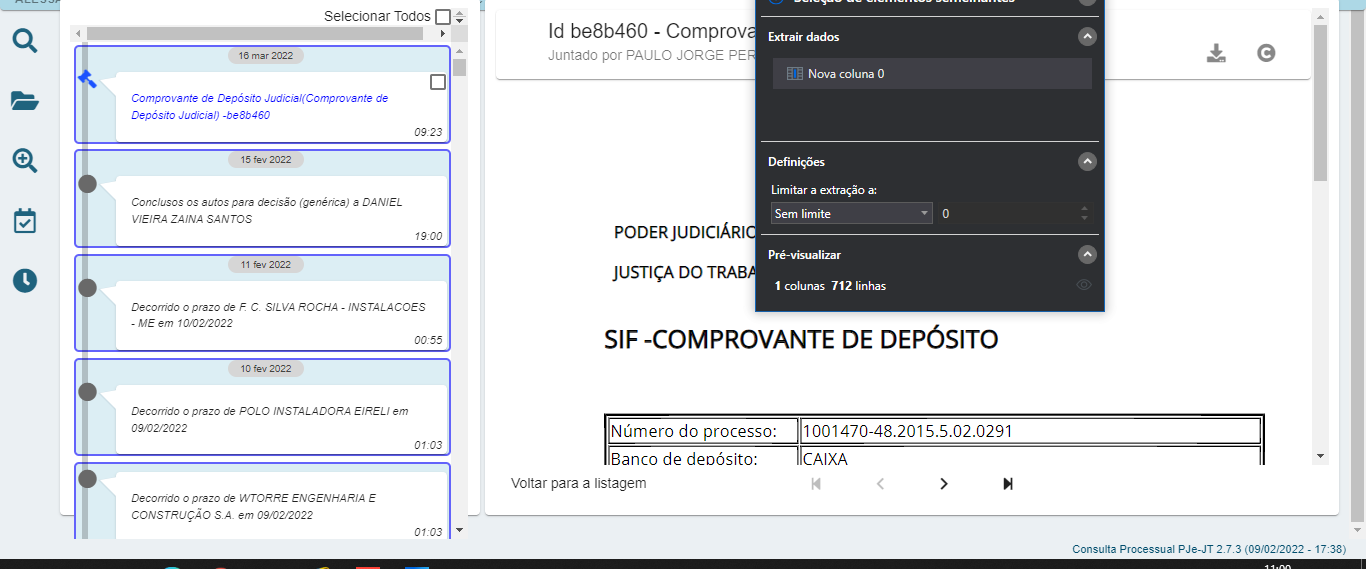 Selecionar Todos
16 mar 2022
Comprovante de Depósito Judicial(Comprovante de
Depósito Judicial) -be8b460
09:23
15 fev 2022
Conclusos os autos para decisão (genérica) a DANIEL
VIEIRA ZAINA SANTOS
19:00
11 fev 2022
Decorrido o prazo de F. C. SILVA ROCHA - INSTALACOES
- ME em 10/02/2022
00:55
10 fev 2022
Decorrido o prazo de POLO INSTALADORA EIRELI em
09/02/2022
01:03
Decorrido o prazo de WTORRE ENGENHARIA E
CONSTRUÇÃO S.A. em 09/02/2022
01:03
Id be8b460 - Comprova
Juntado por PAULO JORGE PER
Seleção de elementos semelhantes
Extrair dados
Nova coluna 0
Definições
Limitar a extração a:
Sem limite
0
Pré-visualizar
1 colunas 712 linhas
C
PODER JUDICIÁRIO
JUSTIÇA DO TRABA
SIF -COMPROVANTE DE DEPÓSITO
Número do processo: 1001470-48.2015.5.02.0291
Banco de depósito: CAIXA
Voltar para a listagem
Consulta Processual PJe-JT 2.7.3 (09/02/2022 - 17:38)
11:00